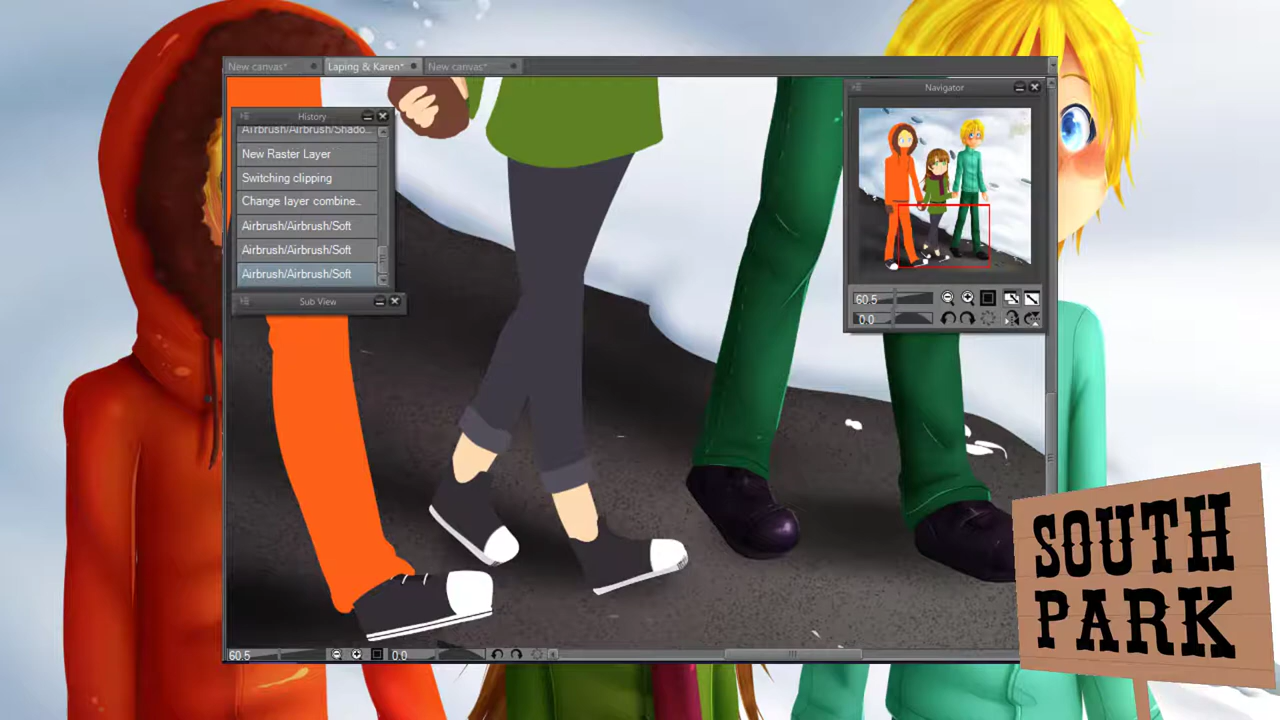 New canvas*
Laping & Karen*
New canvas*
Navigator
History
Airbrush/Airbrush/Shado...
New Raster Layer
Switching clipping
Change layer combine..
Airbrush/Airbrush/Soft
Airbrush/Airbrush/Soft
Airbrush/Airbrush/Soft
Sub View
60.5
0.0
SOUTH
PARK
60.5
0.0